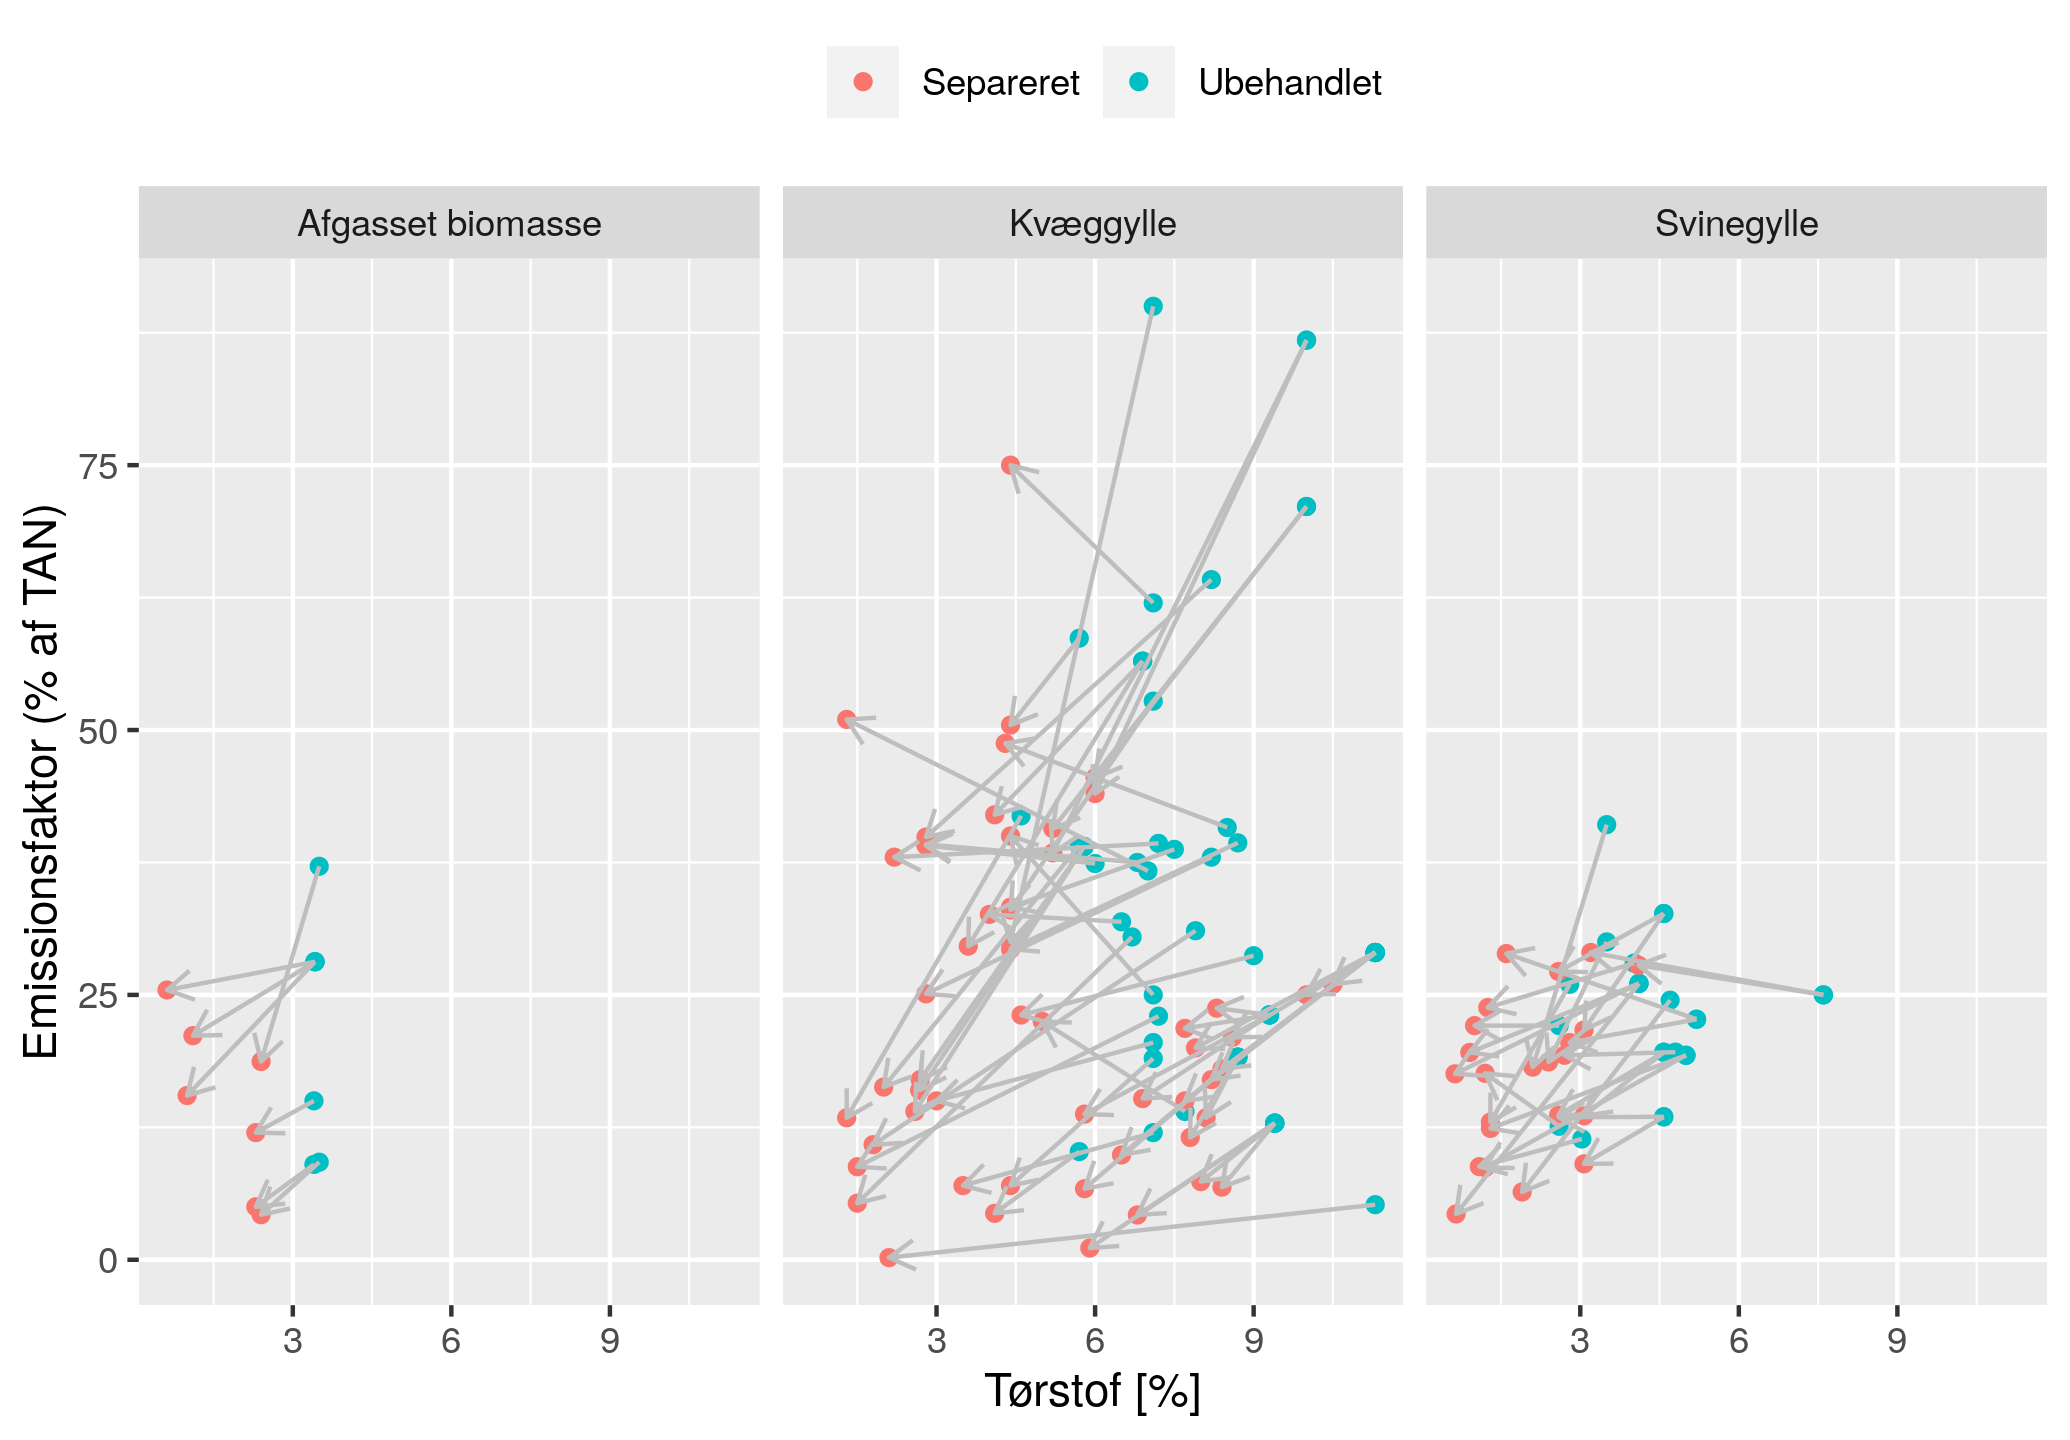 Separeret Ubehandlet
Afgasset biomasse Kvæggylle Svinegylle
Emissionsfaktor (% af TAN)
75
50
25
0
3 6 9 3 6 9 3 6 9
Tørstof [%]